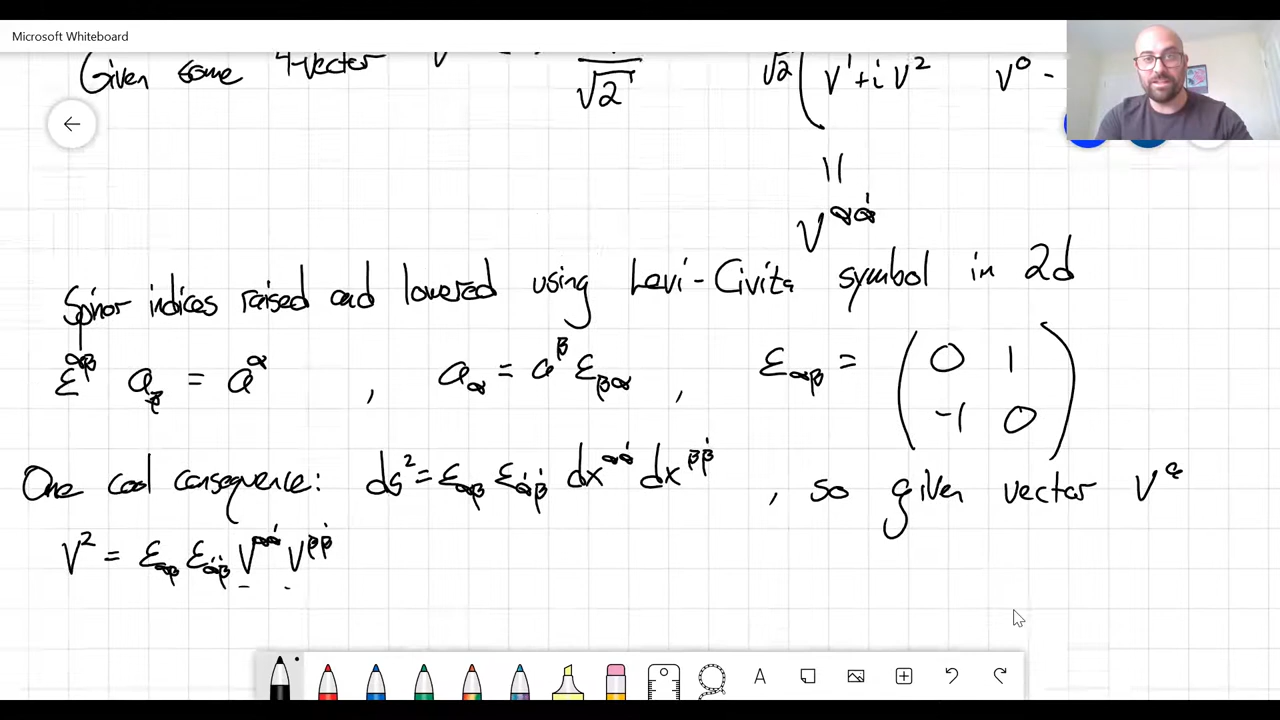 Microsoft Whiteboard
Given some 4-vector V
√2
√2 ( V¹+iV² V⁰ -
||
V^{αα̇}
Spinor indices raised and lowered using Levi-Civita symbol in 2d
ε^{αβ} a_β = a^α , a_α = a^β ε_{βα} , ε_{αβ} = ( 0 1
-1 0 )
One cool consequence: ds² = ε_{αβ} ε_{α̇β̇} dx^{αα̇} dx^{ββ̇} , so given vector V^a
V² = ε_{αβ} ε_{α̇β̇} V^{αα̇} V^{ββ̇}
A